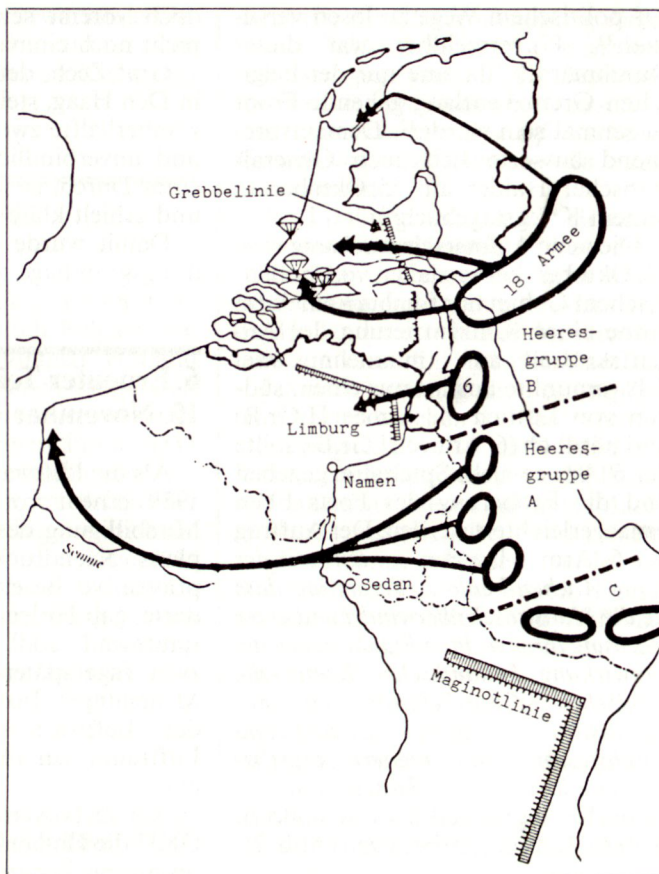 Grebbelinie
18. Armee
Heeres-
gruppe
B
6
Limburg
Heeres-
gruppe
A
Namen
Somme
Sedan
C
Maginotlinie